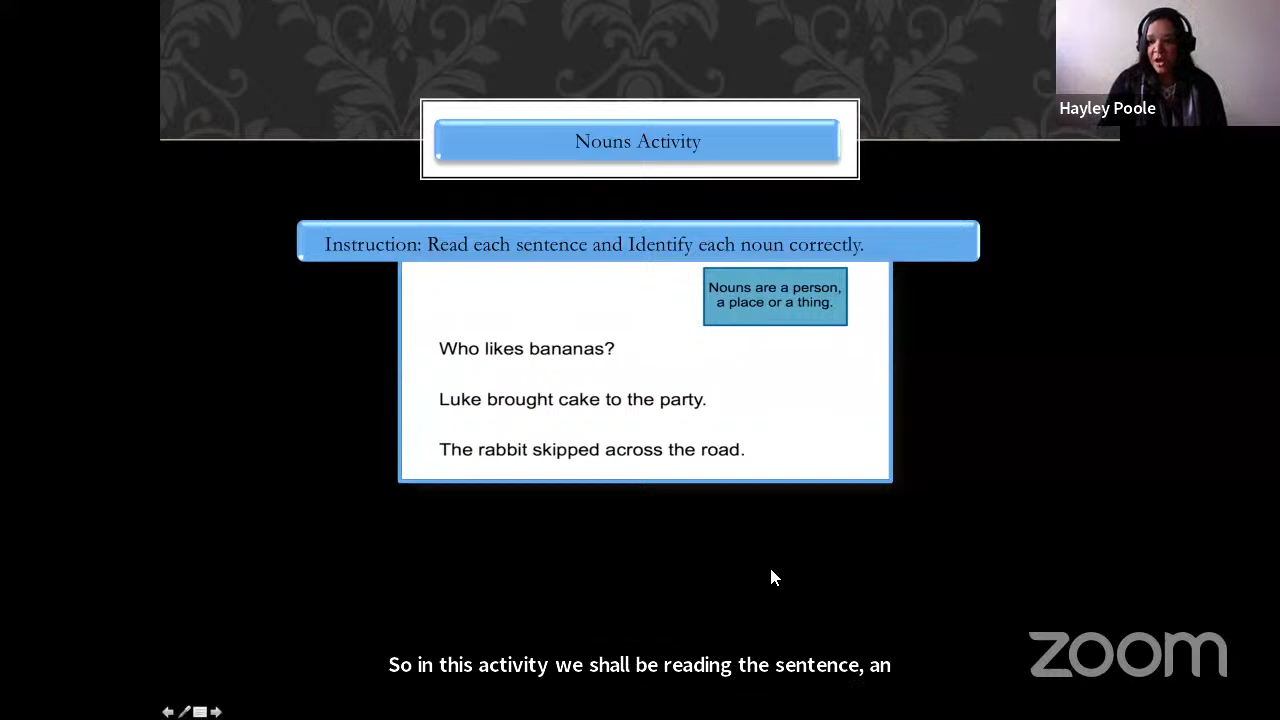 Hayley Poole
Nouns Activity
Instruction: Read each sentence and Identify each noun correctly.
Nouns are a person,
a place or a thing.
Who likes bananas?
Luke brought cake to the party.
The rabbit skipped across the road.
So in this activity we shall be reading the sentence, an
zoom